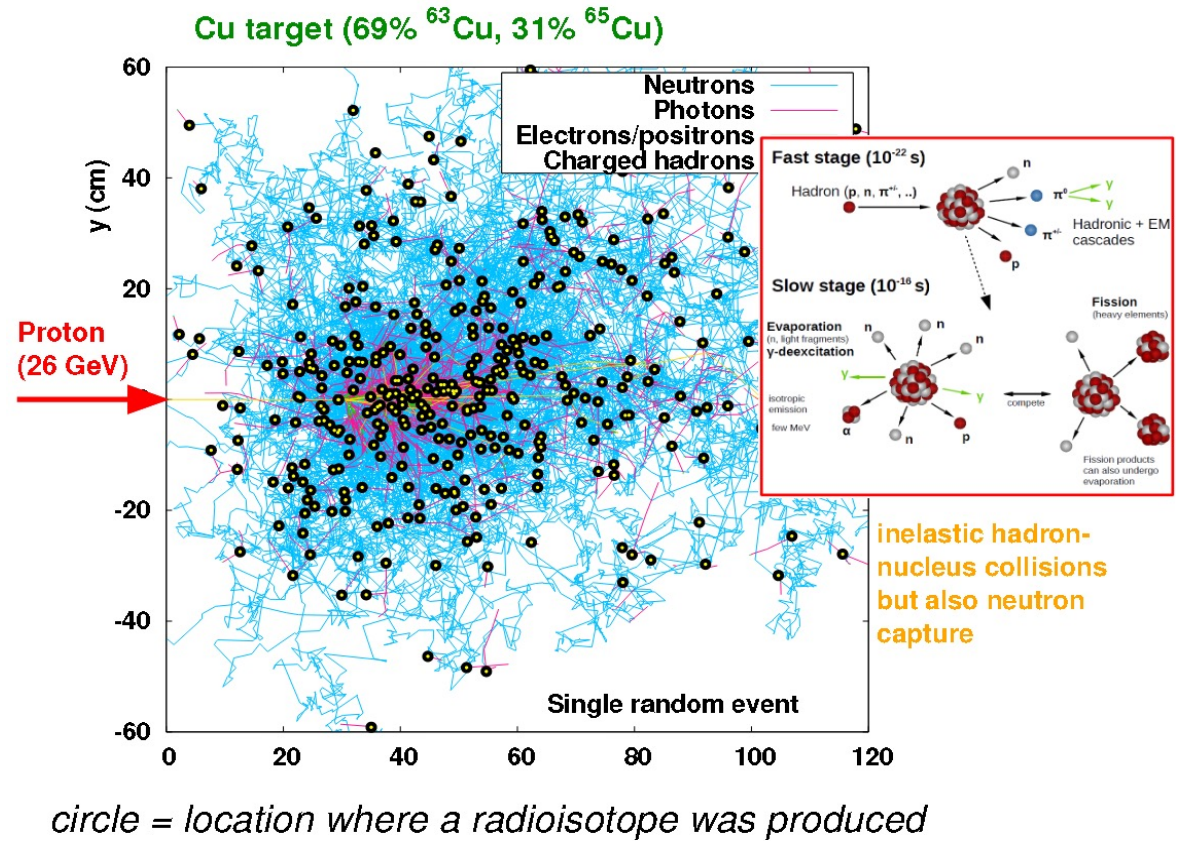 Cu target (69% ⁶³Cu, 31% ⁶⁵Cu)
60
40
20
-20
-40
-60
y (cm)
0
20
40
60
80
100
120
Neutrons
Photons
Electrons/positrons
Charged hadrons
Proton
(26 GeV)
Fast stage (10⁻²² s)
Hadron (p, n, π⁺ᐟ⁻, ..)
n
π⁰
γ
γ
π⁺ᐟ⁻
p
Hadronic + EM
cascades
Slow stage (10⁻¹⁶ s)
Evaporation
(n, light fragments)
γ-deexcitation
n
n
n
γ
γ
isotropic
emission
few MeV
α
n
p
compete
Fission
(heavy elements)
Fission products
can also undergo
evaporation
inelastic hadron-
nucleus collisions
but also neutron
capture
Single random event
circle = location where a radioisotope was produced